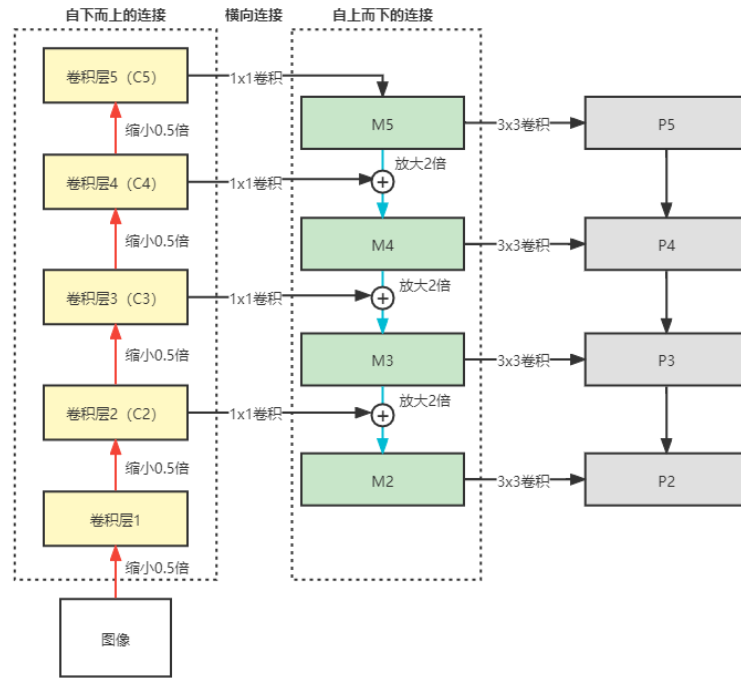 自下而上的连接 横向连接 自上而下的连接
卷积层5（C5） 1x1卷积
M5 3x3卷积 P5
缩小0.5倍
放大2倍
卷积层4（C4） 1x1卷积 +
缩小0.5倍 M4 3x3卷积 P4
卷积层3（C3） 1x1卷积 + 放大2倍
缩小0.5倍 M3 3x3卷积 P3
放大2倍
卷积层2（C2） 1x1卷积 +
缩小0.5倍 M2 3x3卷积 P2
卷积层1
缩小0.5倍
图像